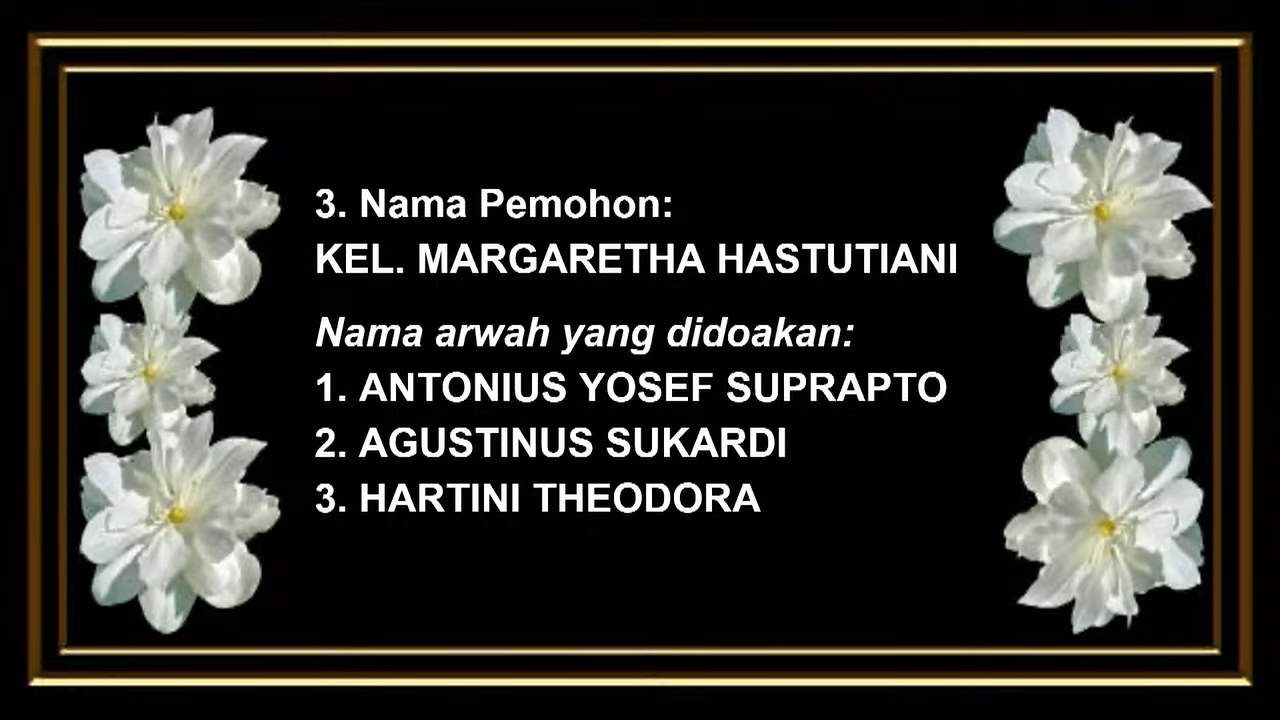 3. Nama Pemohon:
KEL. MARGARETHA HASTUTIANI
Nama arwah yang didoakan:
1. ANTONIUS YOSEF SUPRAPTO
2. AGUSTINUS SUKARDI
3. HARTINI THEODORA